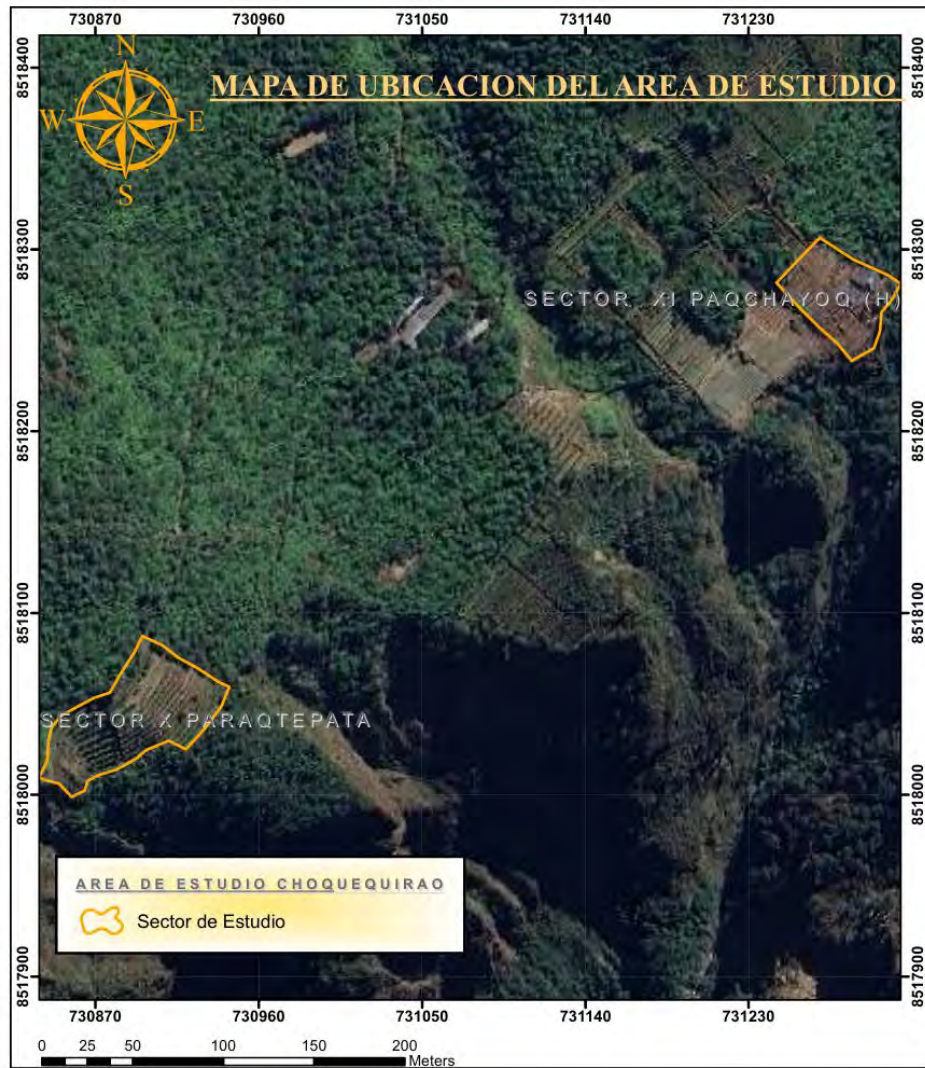 730870 730960 731050 731140 731230
N
W E
S
MAPA DE UBICACION DEL AREA DE ESTUDIO
8518400 8518400
8518300 8518300
SECTOR XI PAQCHAYOQ (H)
8518200 8518200
8518100 8518100
SECTOR X PARAQTEPATA
8518000 8518000
AREA DE ESTUDIO CHOQUEQUIRAO
Sector de Estudio
8517900 8517900
730870 730960 731050 731140 731230
0 25 50 100 150 200
Meters